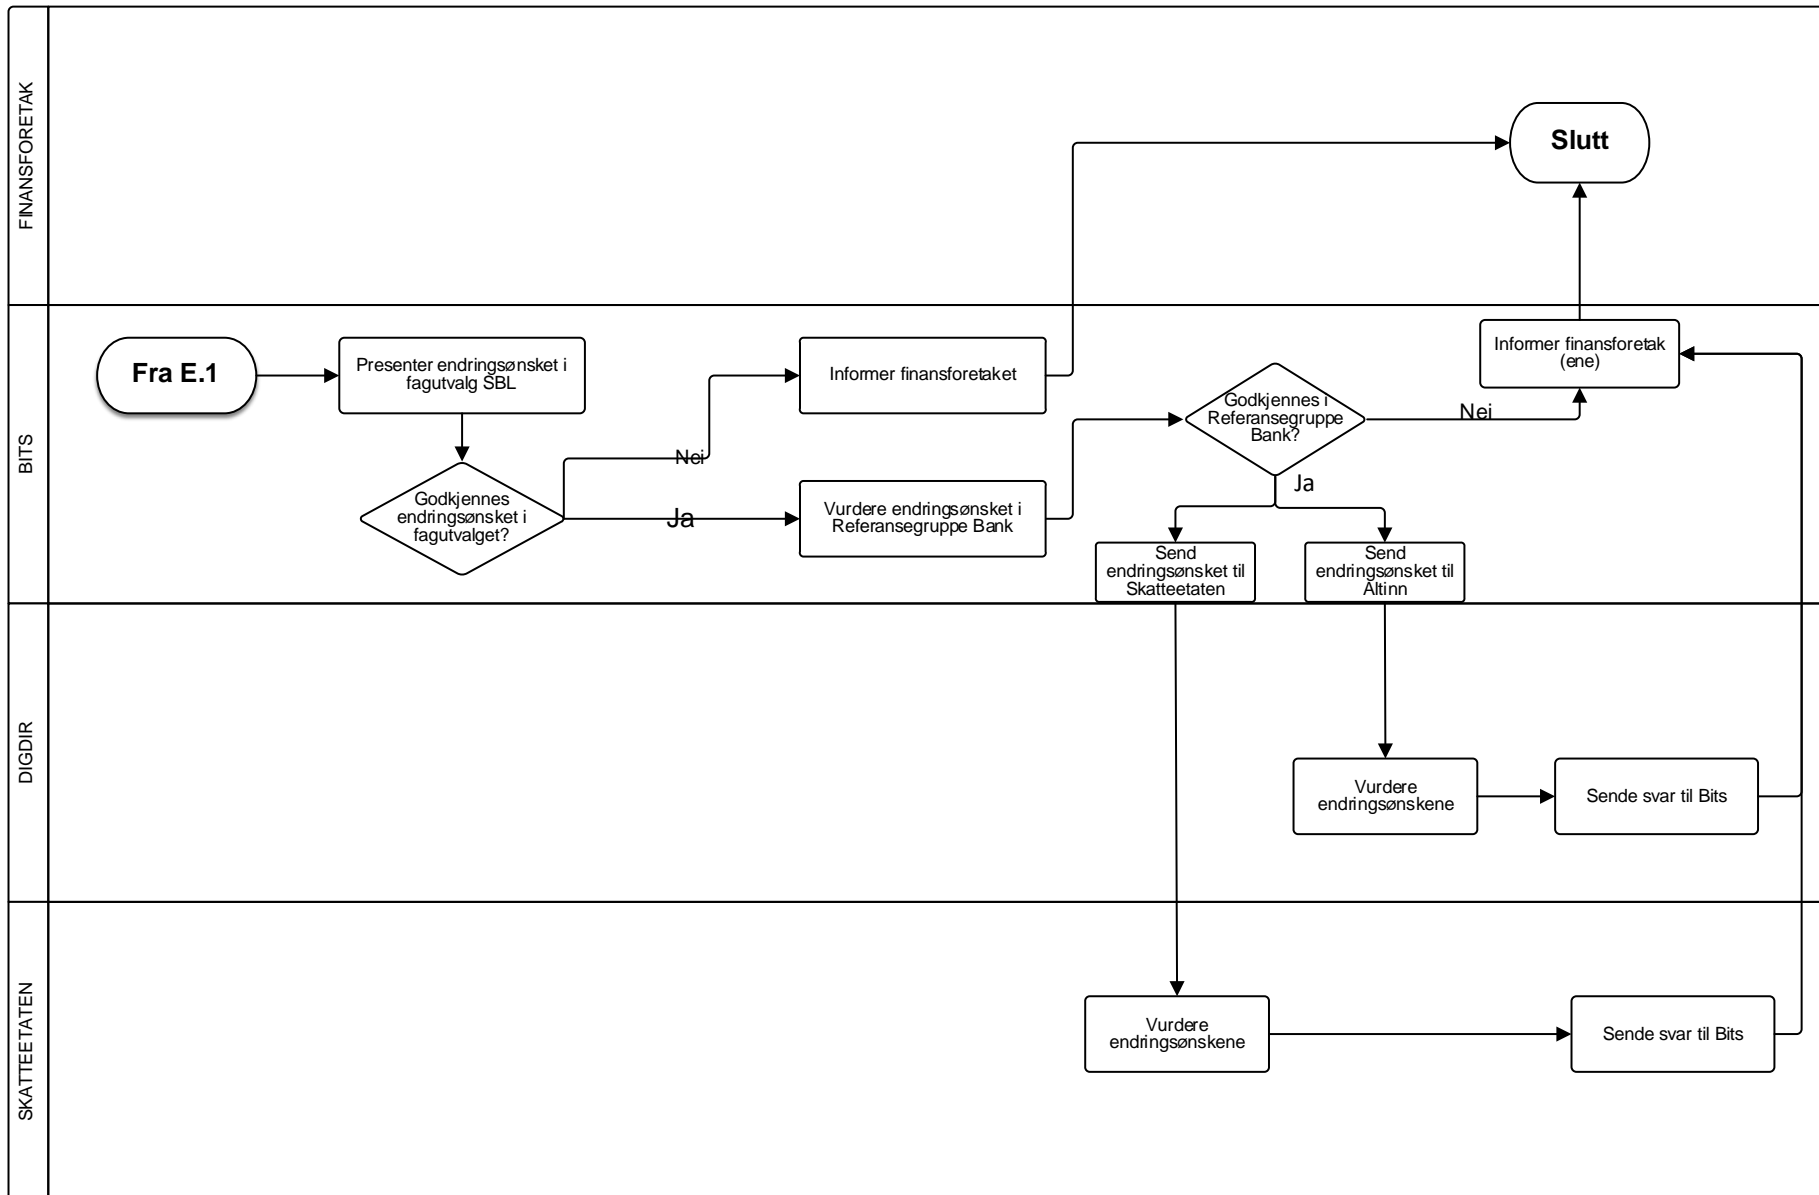 FINANSFORETAK
Slutt
BITS
Fra E.1
Presenter endringsønsket i
fagutvalg SBL
Godkjennes
endringsønsket i
fagutvalget?
Nei
Ja
Informer finansforetaket
Vurdere endringsønsket i
Referansegruppe Bank
Godkjennes i
Referansegruppe
Bank?
Nei
Ja
Informer finansforetak
(ene)
Send
endringsønsket til
Skatteetaten
Send
endringsønsket til
Altinn
DIGDIR
Vurdere
endringsønskene
Sende svar til Bits
SKATTEETATEN
Vurdere
endringsønskene
Sende svar til Bits